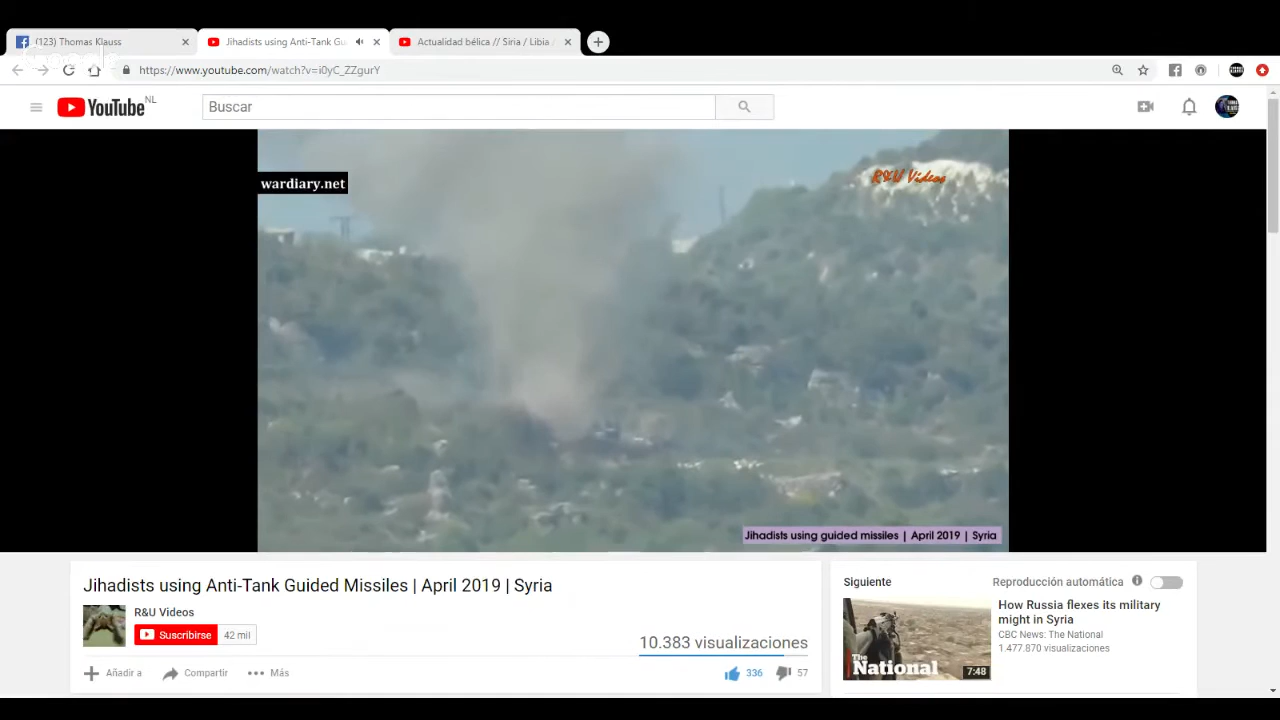 (123) Thomas Klauss
Jihadists using Anti-Tank Gu
Actualidad bélica // Siria / Libia /
https://www.youtube.com/watch?v=i0yC_ZZgurY
YouTube NL
Buscar
wardiary.net
R&U Videos
Jihadists using guided missiles | April 2019 | Syria
Jihadists using Anti-Tank Guided Missiles | April 2019 | Syria
R&U Videos
Suscribirse 42 mil
10.383 visualizaciones
Añadir a Compartir Más
336 57
Siguiente
Reproducción automática
How Russia flexes its military
might in Syria
CBC News: The National
1.477.870 visualizaciones
The
National
7:48